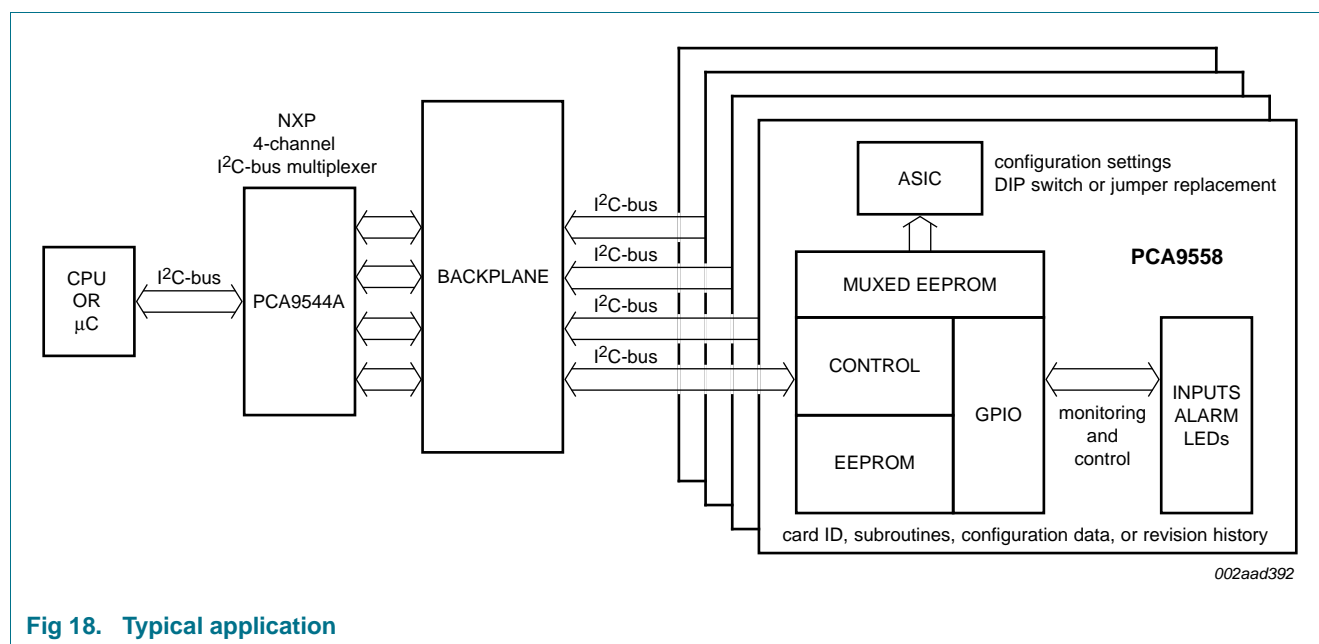 NXP
4-channel
I2C-bus multiplexer
CPU
OR
μC
I2C-bus
PCA9544A
BACKPLANE
I2C-bus
I2C-bus
I2C-bus
I2C-bus
ASIC
configuration settings
DIP switch or jumper replacement
PCA9558
MUXED EEPROM
CONTROL
EEPROM
GPIO
monitoring
and
control
INPUTS
ALARM
LEDs
card ID, subroutines, configuration data, or revision history
002aad392
Fig 18. Typical application